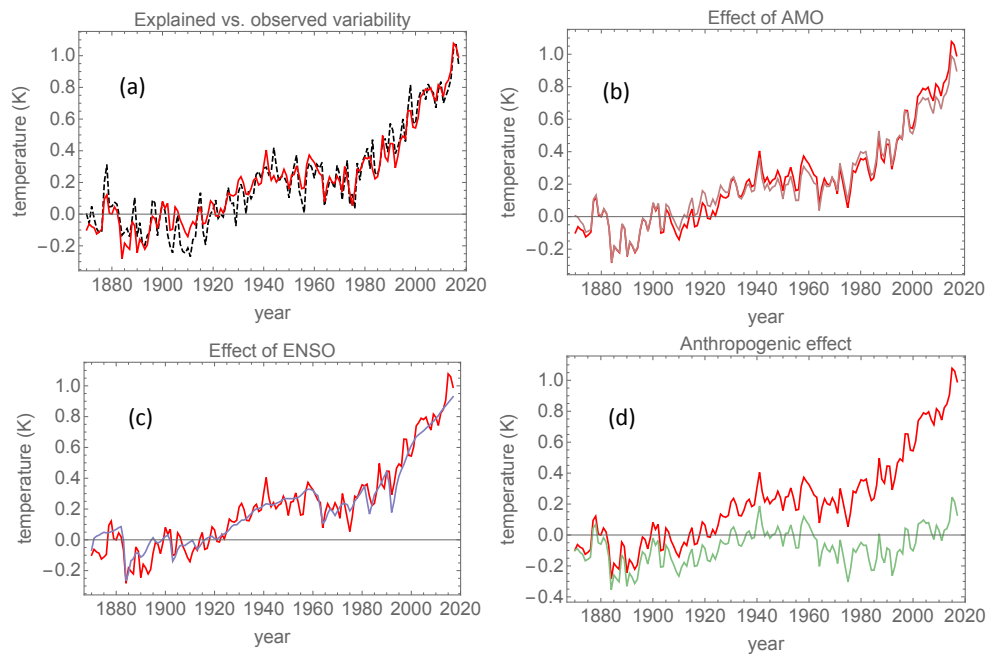 Explained vs. observed variability
temperature (K)
1.0
0.8
0.6
0.4
0.2
0.0
−0.2
(a)
1880 1900 1920 1940 1960 1980 2000 2020
year
Effect of AMO
temperature (K)
1.0
0.8
0.6
0.4
0.2
0.0
−0.2
(b)
1880 1900 1920 1940 1960 1980 2000 2020
year
Effect of ENSO
temperature (K)
1.0
0.8
0.6
0.4
0.2
0.0
−0.2
(c)
1880 1900 1920 1940 1960 1980 2000 2020
year
Anthropogenic effect
temperature (K)
1.0
0.8
0.6
0.4
0.2
0.0
−0.2
−0.4
(d)
1880 1900 1920 1940 1960 1980 2000 2020
year